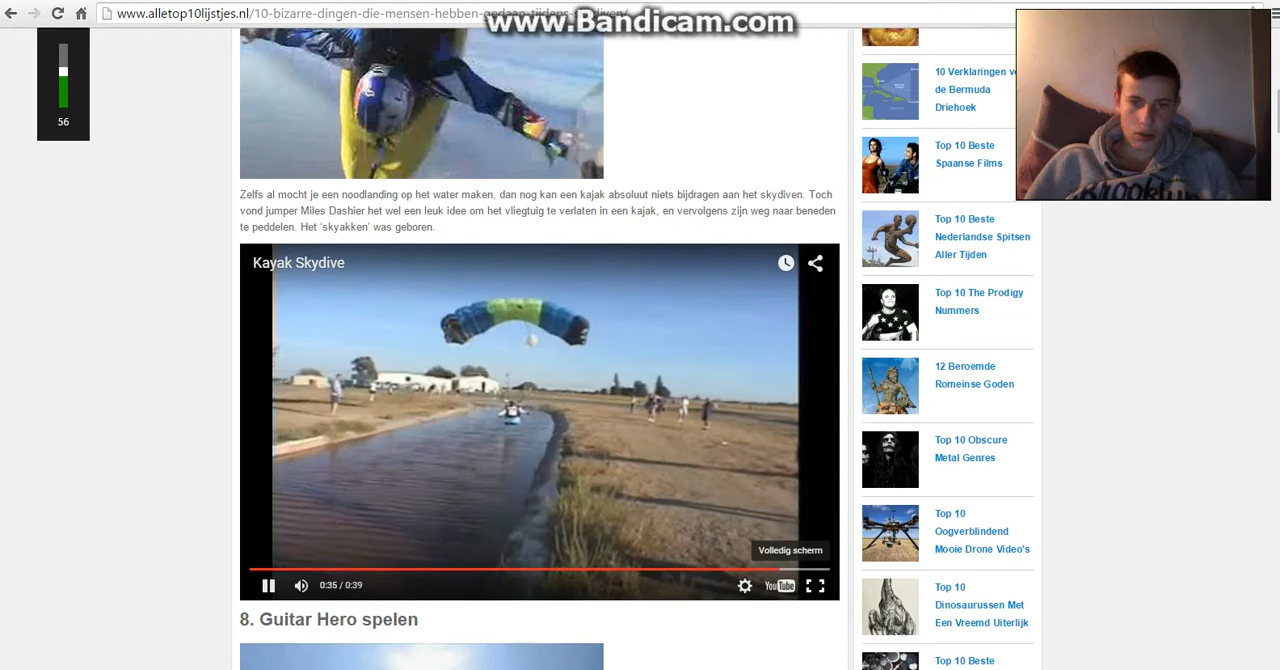 www.alletop10lijstjes.nl/10-bizarre-dingen-die-mensen-hebben-gedaan-tijdens-skydiven/
www.Bandicam.com
56
Zelfs al mocht je een noodlanding op het water maken, dan nog kan een kajak absoluut niets bijdragen aan het skydiven. Toch
vond jumper Miles Dashier het wel een leuk idee om het vliegtuig te verlaten in een kajak, en vervolgens zijn weg naar beneden
te peddelen. Het 'skyakken' was geboren.
Kayak Skydive
Volledig scherm
0:35 / 0:39
YouTube
8. Guitar Hero spelen
10 Verklaringen
de Bermuda
Driehoek
Top 10 Beste
Spaanse Films
Top 10 Beste
Nederlandse Spitsen
Aller Tijden
Top 10 The Prodigy
Nummers
12 Beroemde
Romeinse Goden
Top 10 Obscure
Metal Genres
Top 10
Oogverblindend
Mooie Drone Video's
Top 10
Dinosaurussen Met
Een Vreemd Uiterlijk
Top 10 Beste